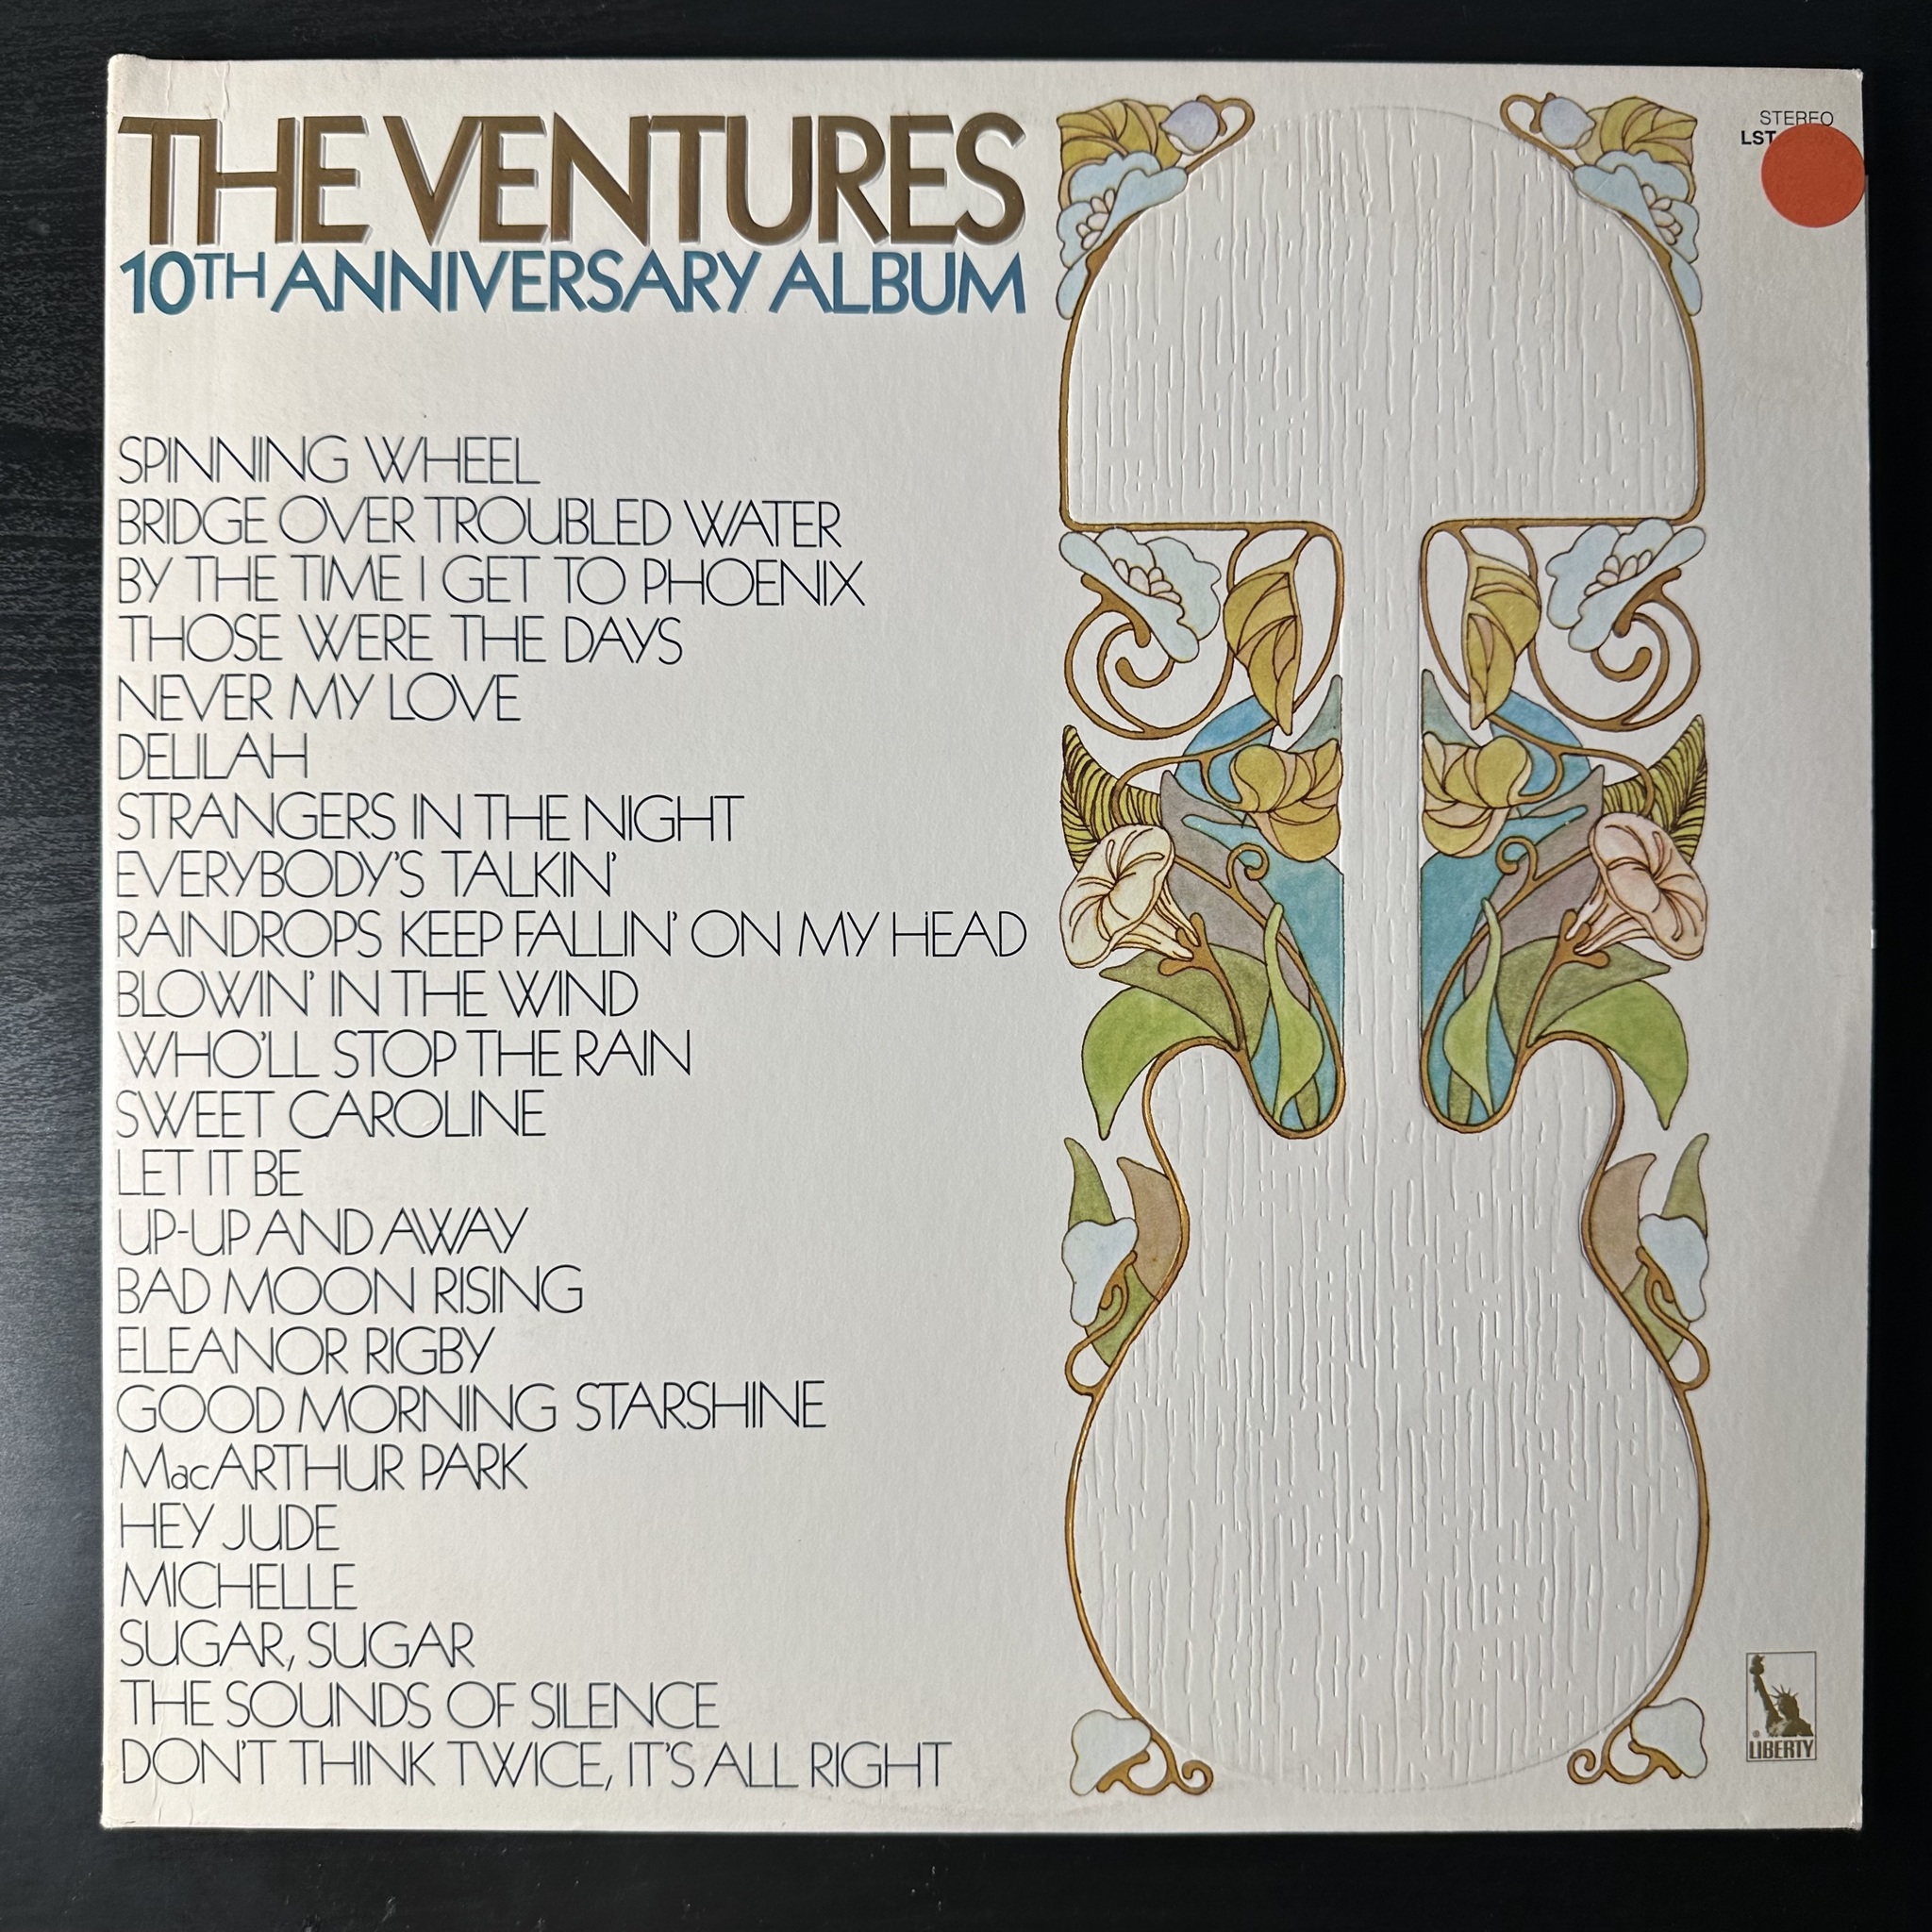 THE VENTURES
10TH ANNIVERSARY ALBUM
STEREO
LST
SPINNING WHEEL
BRIDGE OVER TROUBLED WATER
BY THE TIME I GET TO PHOENIX
THOSE WERE THE DAYS
NEVER MY LOVE
DELILAH
STRANGERS IN THE NIGHT
EVERYBODY'S TALKIN'
RAINDROPS KEEP FALLIN' ON MY HEAD
BLOWIN' IN THE WIND
WHO'LL STOP THE RAIN
SWEET CAROLINE
LET IT BE
UP-UP AND AWAY
BAD MOON RISING
ELEANOR RIGBY
GOOD MORNING STARSHINE
MacARTHUR PARK
HEY JUDE
MICHELLE
SUGAR, SUGAR
THE SOUNDS OF SILENCE
DON'T THINK TWICE, IT'S ALL RIGHT
®
LIBERTY